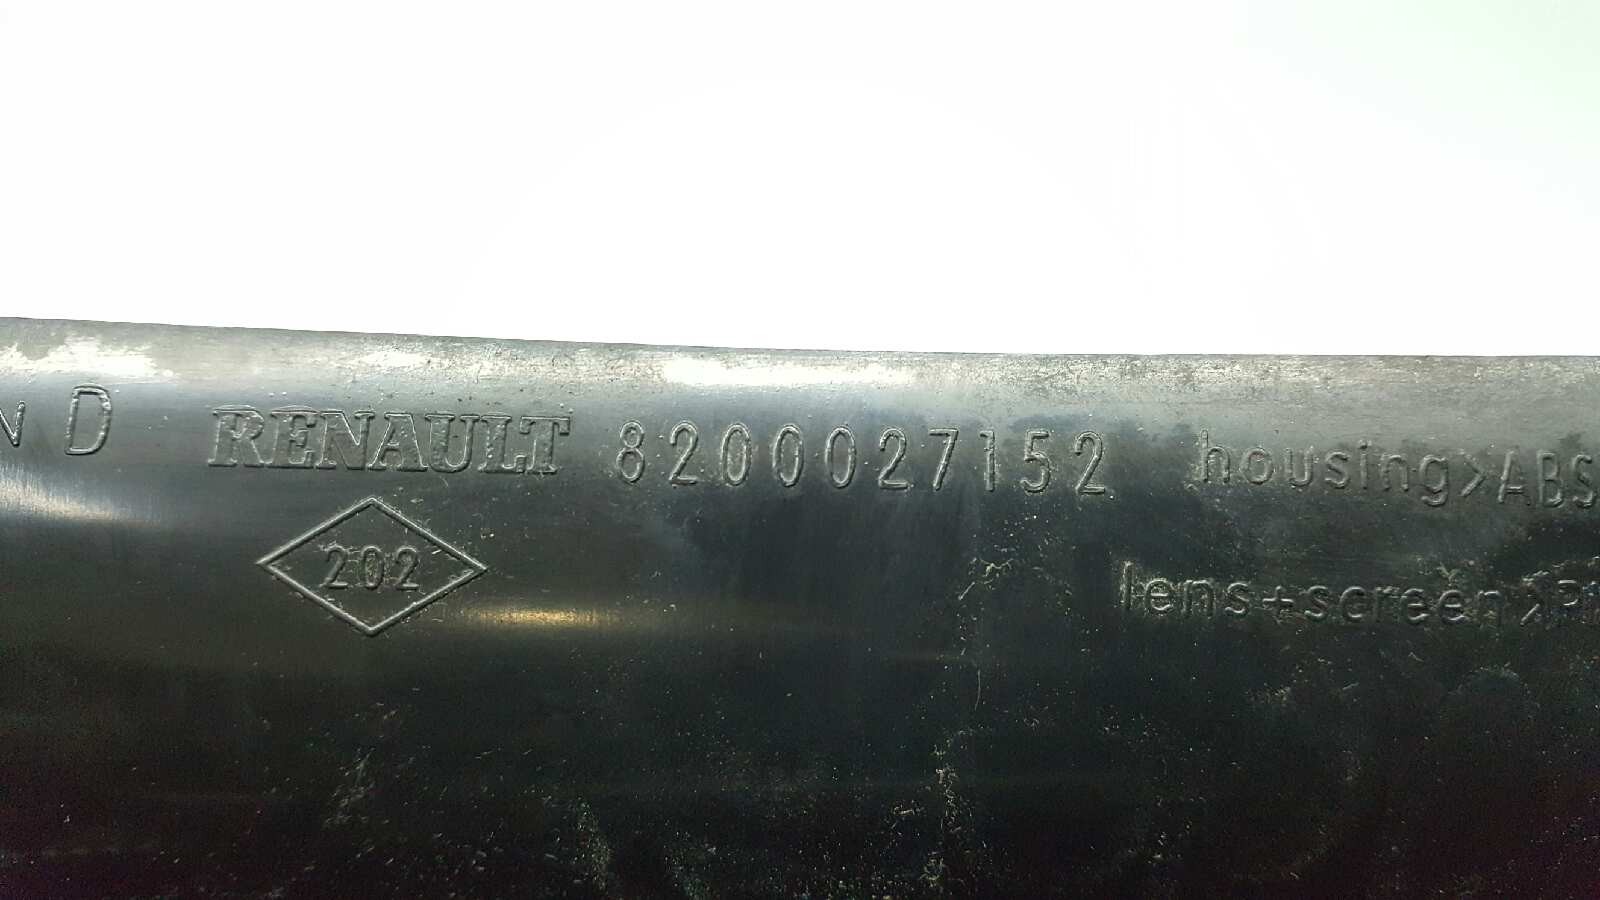 N D RENAULT 8200027152 housing>ABS
202
lens+screen>P